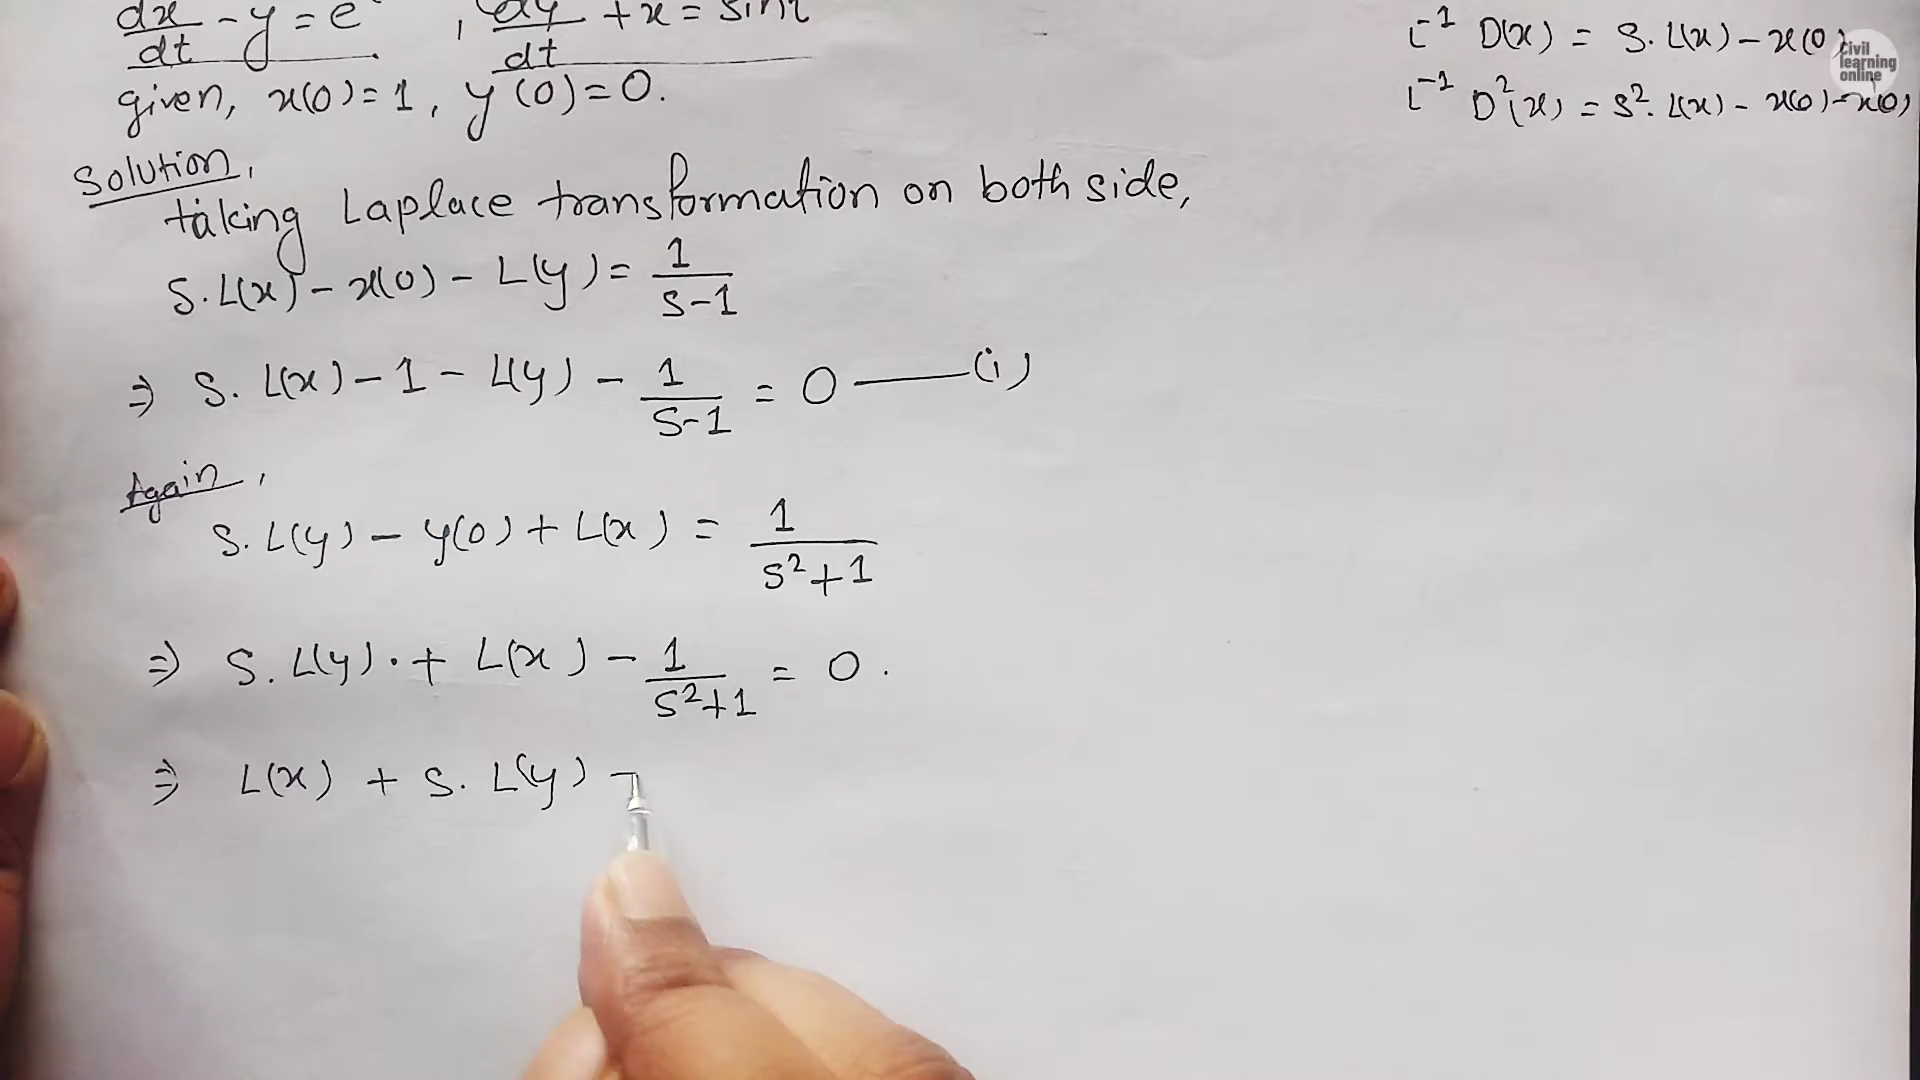 dx/dt - y = e , dy/dt + x = sint
given, x(0) = 1, y(0) = 0.
L⁻¹ D(x) = S. L(x) - x(0)
L⁻¹ D²(x) = S². L(x) - x(0) - x(0)
civil
learning
online
Solution,
taking Laplace transformation on both side,
S. L(x) - x(0) - L(y) = 1/(S-1)
⇒ S. L(x) - 1 - L(y) - 1/(S-1) = 0 —— (i)
Again,
S. L(y) - y(0) + L(x) = 1/(S²+1)
⇒ S. L(y). + L(x) - 1/(S²+1) = 0.
⇒ L(x) + S. L(y) -